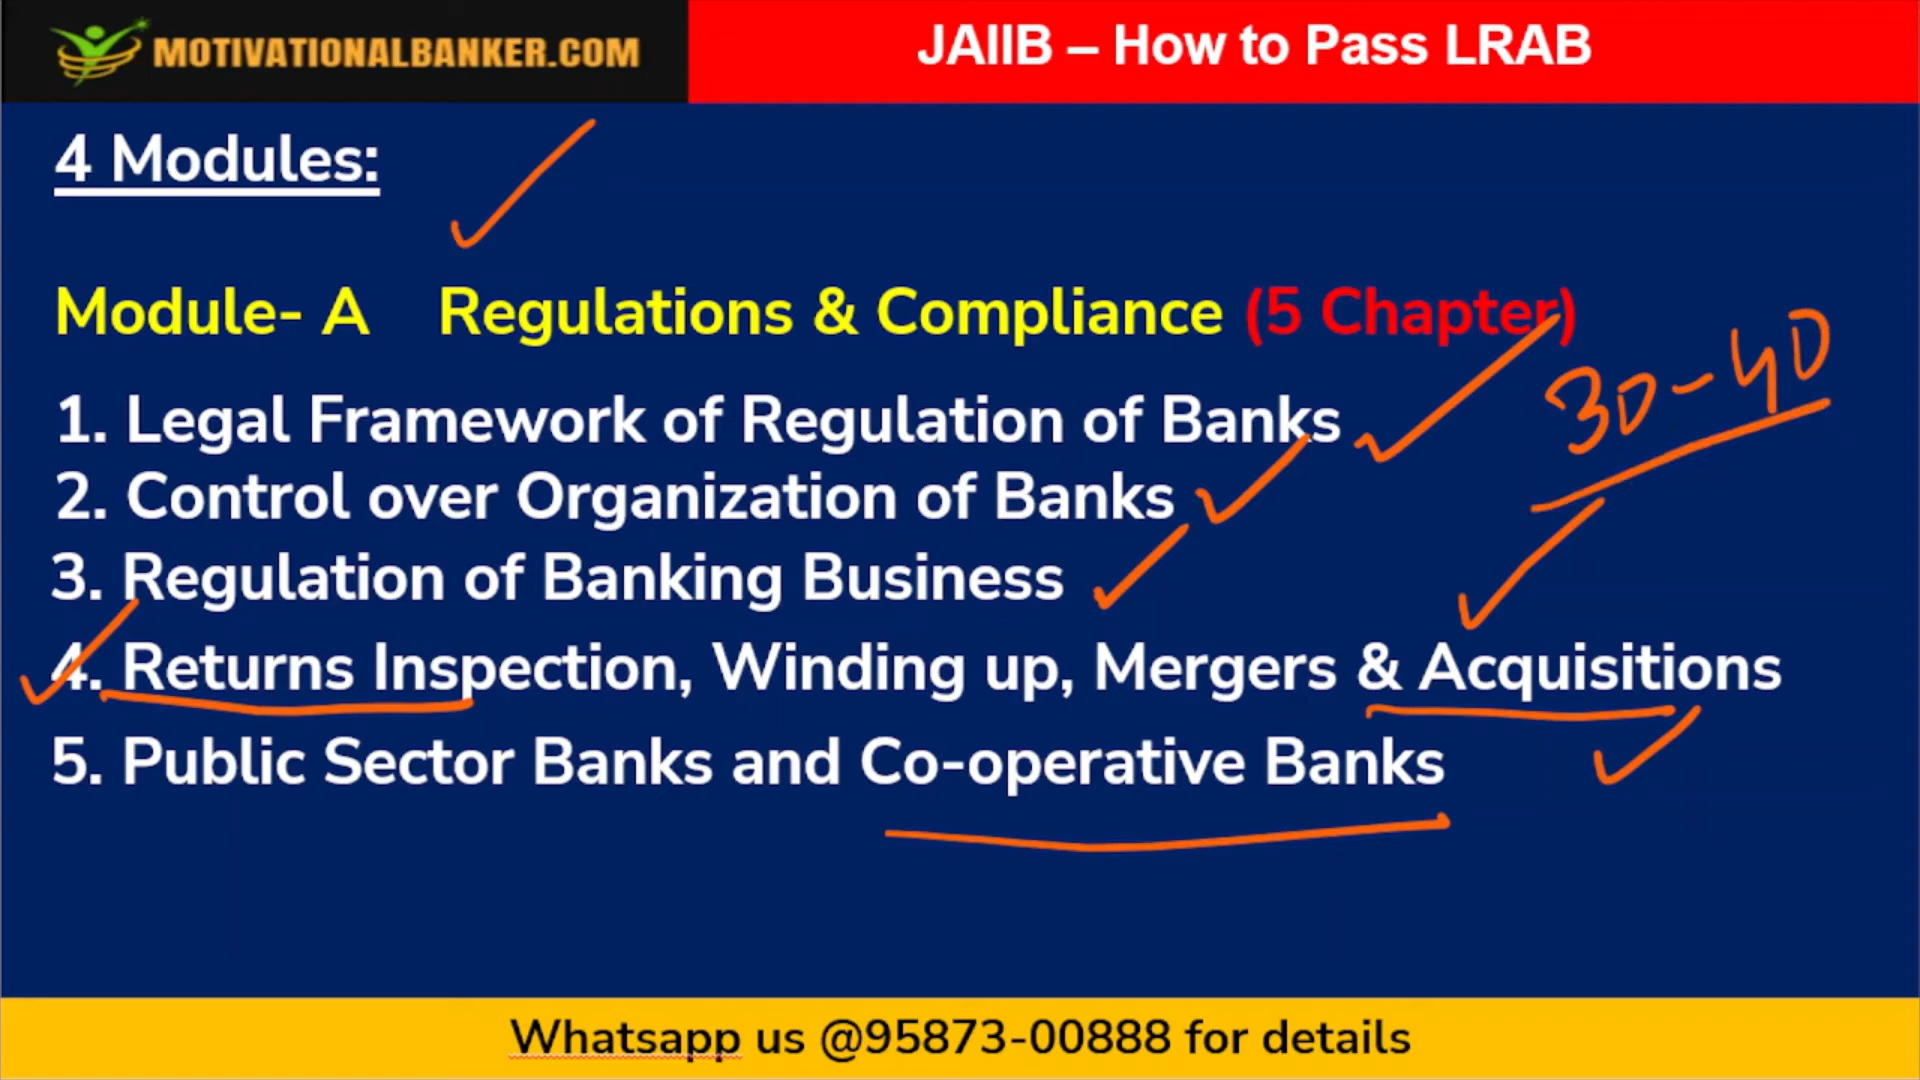 MOTIVATIONALBANKER.COM
JAIIB – How to Pass LRAB
4 Modules:
Module- A Regulations & Compliance (5 Chapter)
30-40
1. Legal Framework of Regulation of Banks
2. Control over Organization of Banks
3. Regulation of Banking Business
4. Returns Inspection, Winding up, Mergers & Acquisitions
5. Public Sector Banks and Co-operative Banks
Whatsapp us @95873-00888 for details